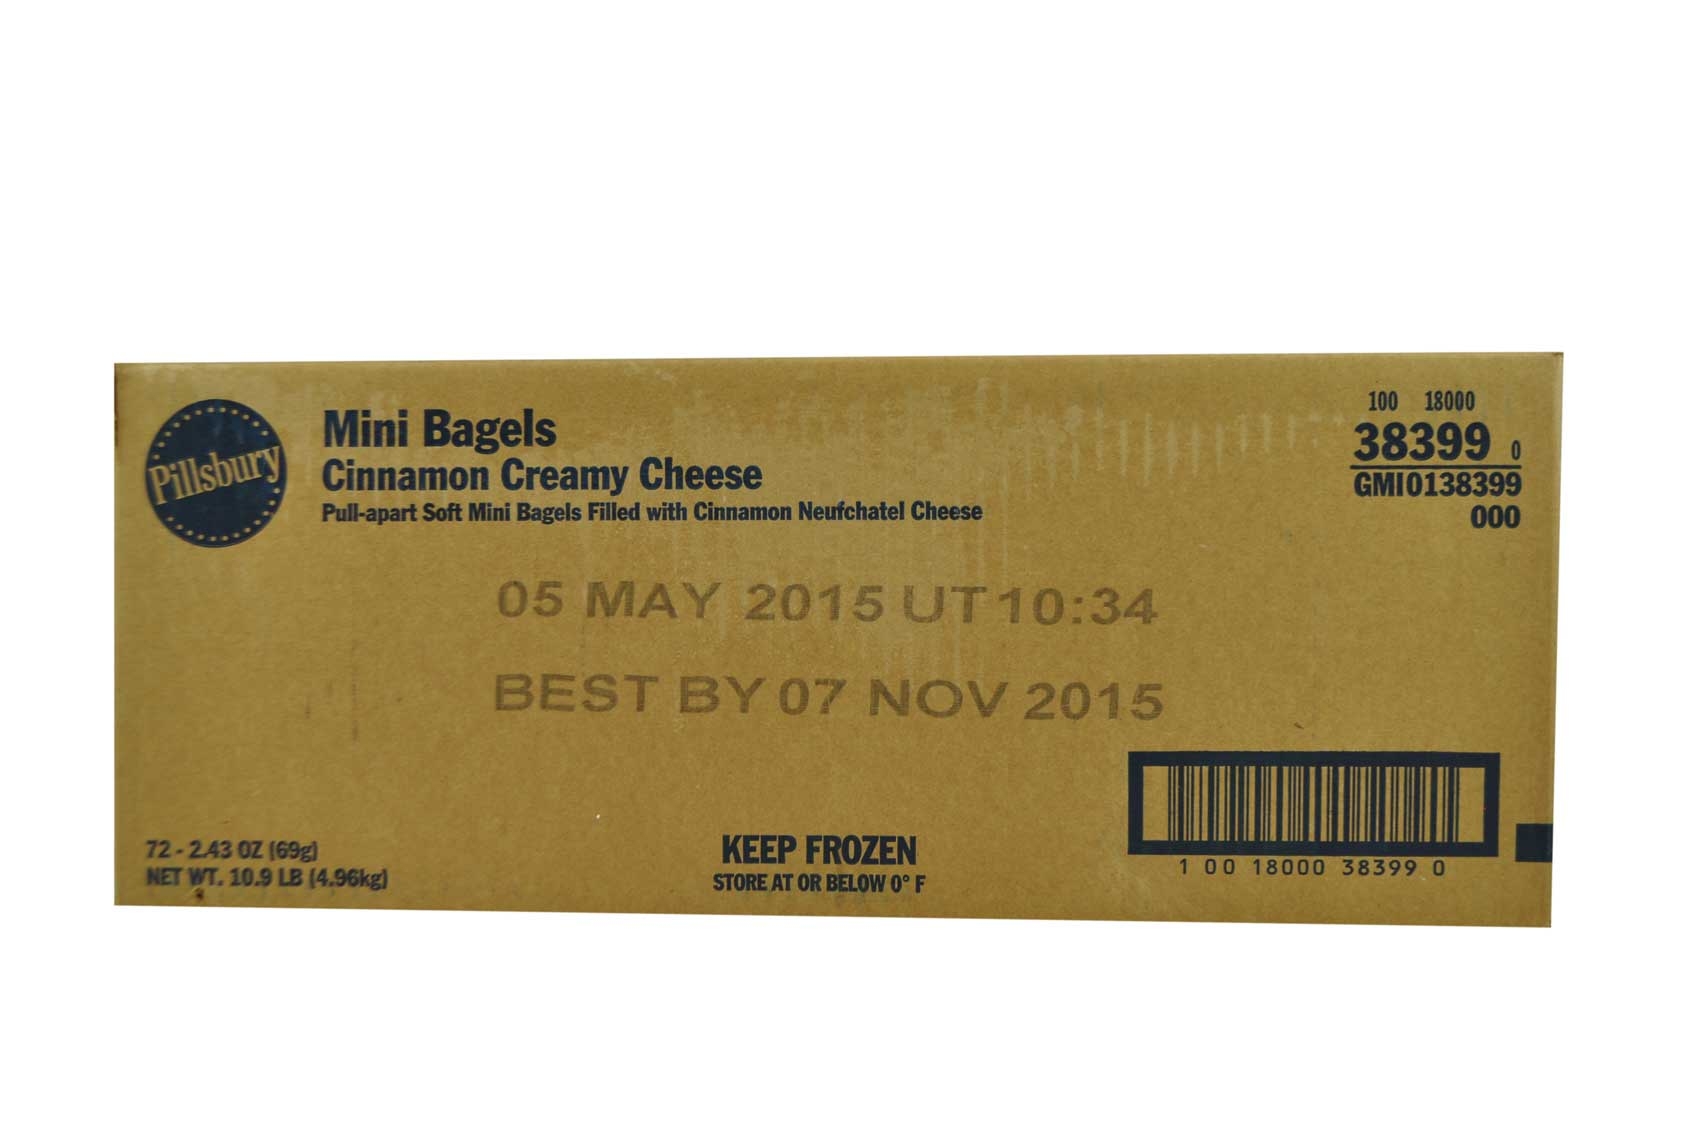 Pillsbury
Mini Bagels
Cinnamon Creamy Cheese
Pull-apart Soft Mini Bagels Filled with Cinnamon Neufchatel Cheese
100 18000
38399 0
GMI0138399
000
05 MAY 2015 UT 10:34
BEST BY 07 NOV 2015
72 - 2.43 OZ (69g)
NET WT. 10.9 LB (4.96kg)
KEEP FROZEN
STORE AT OR BELOW 0° F
1 00 18000 38399 0